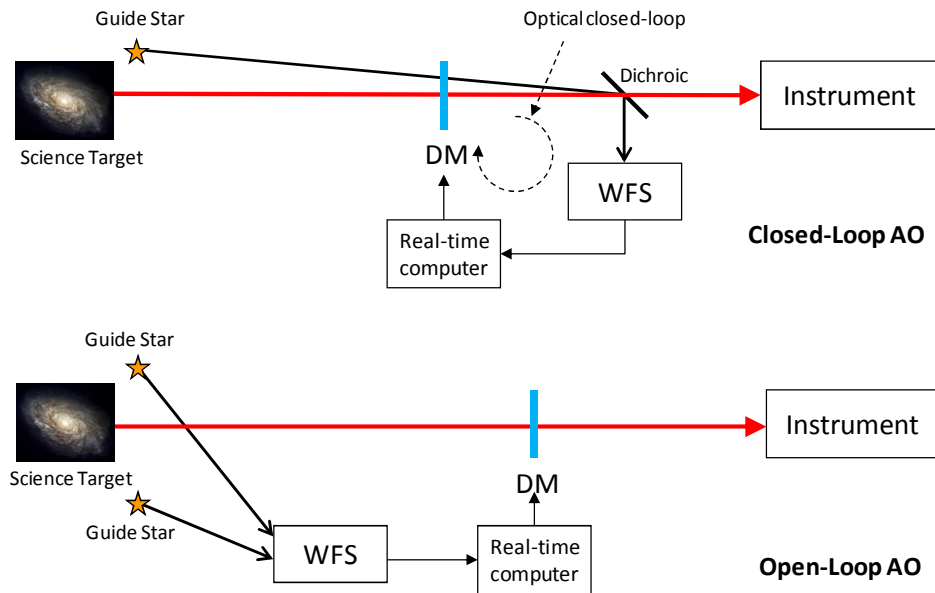 Optical closed-loop
Guide Star
Dichroic
Instrument
Science Target
DM
WFS
Real-time
computer
Closed-Loop AO
Guide Star
Instrument
Science Target
DM
Guide Star
WFS
Real-time
computer
Open-Loop AO